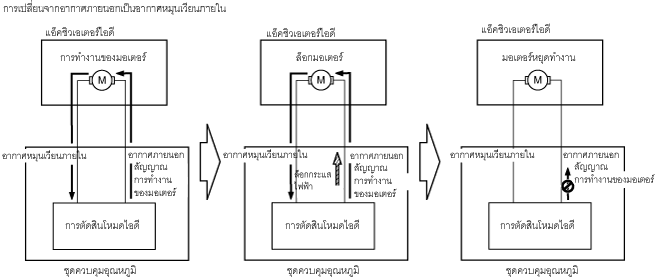 การเปลี่ยนจากอากาศภายนอกเป็นอากาศหมุนเวียนภายใน
แอ็คชิวเอเตอร์ไอดี
การทำงานของมอเตอร์
M
อากาศหมุนเวียนภายใน
อากาศภายนอก
สัญญาณ
การทำงาน
ของมอเตอร์
การตัดสินโหมดไอดี
ชุดควบคุมอุณหภูมิ
แอ็คชิวเอเตอร์ไอดี
ล็อกมอเตอร์
M
อากาศหมุนเวียนภายใน
ล็อกกระแส
ไฟฟ้า
อากาศภายนอก
สัญญาณ
การทำงาน
ของมอเตอร์
การตัดสินโหมดไอดี
ชุดควบคุมอุณหภูมิ
แอ็คชิวเอเตอร์ไอดี
มอเตอร์หยุดทำงาน
M
อากาศหมุนเวียนภายใน
อากาศภายนอก
สัญญาณ
การทำงานของมอเตอร์
การตัดสินโหมดไอดี
ชุดควบคุมอุณหภูมิ